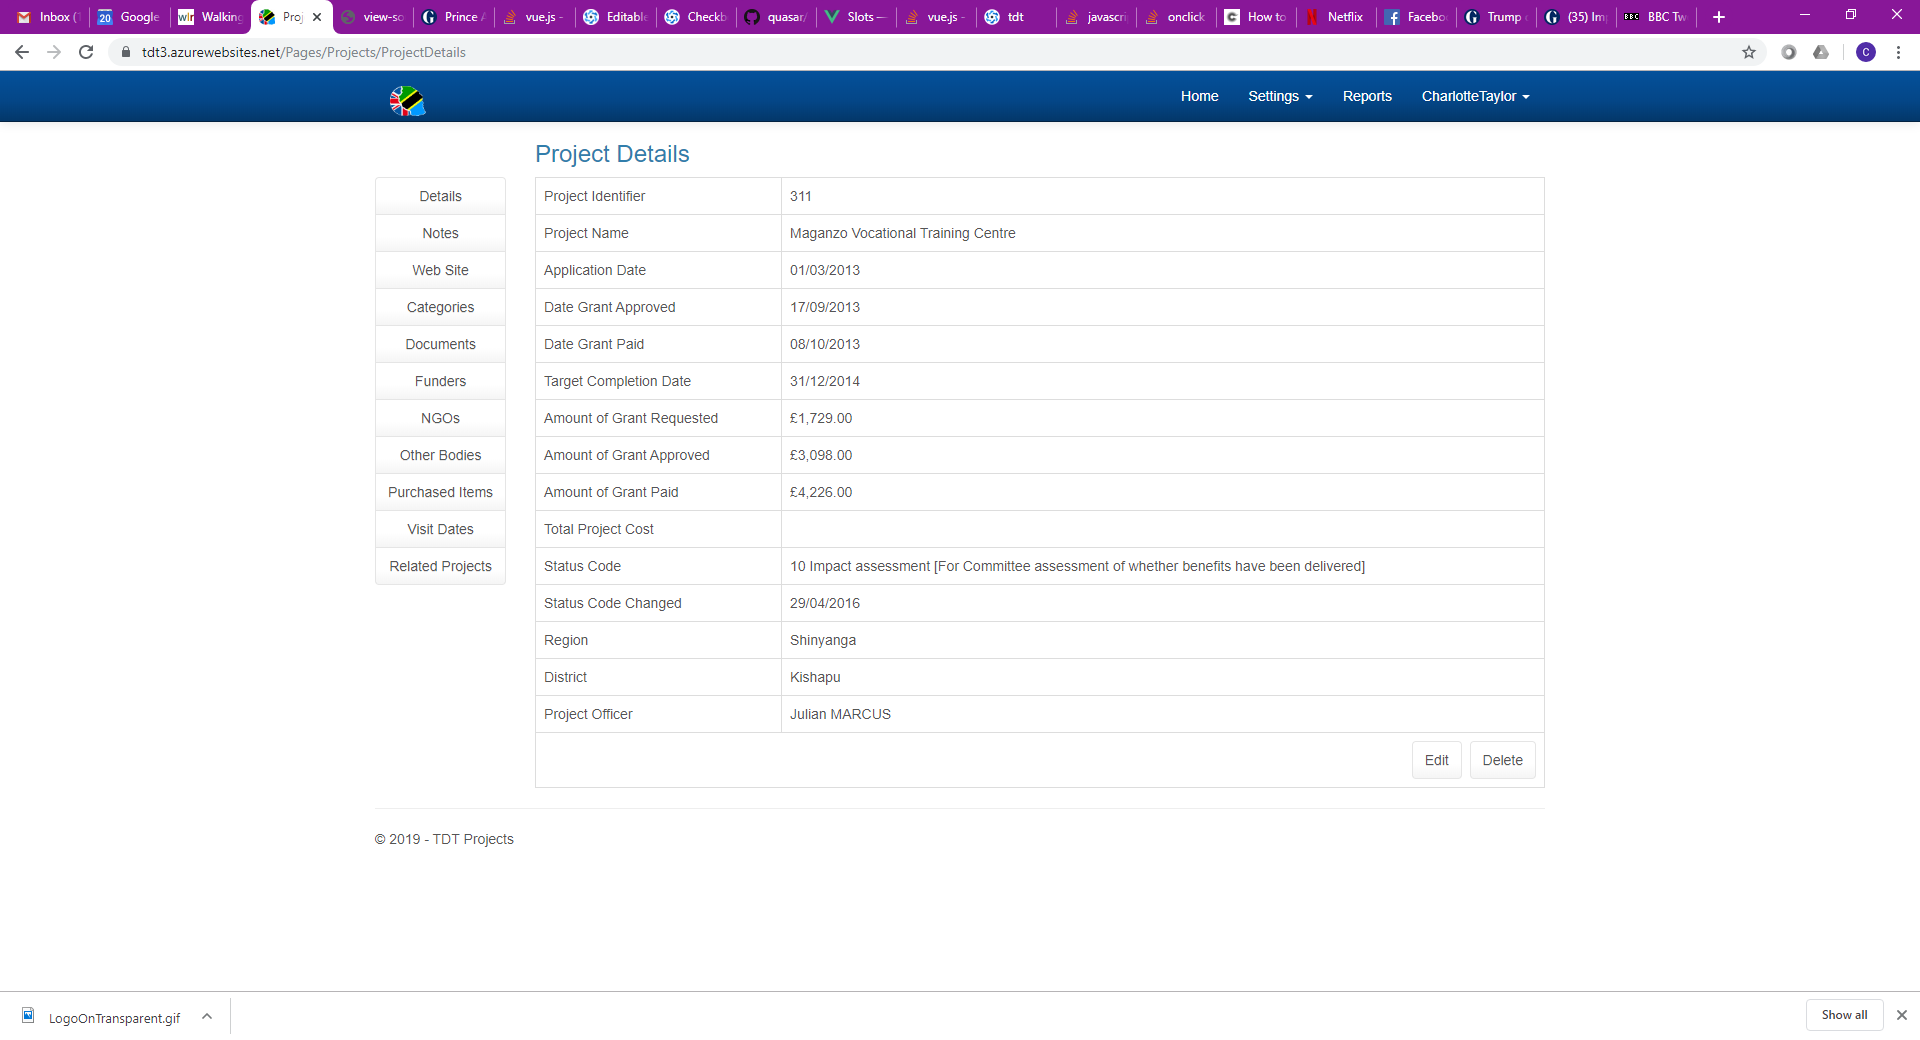 Inbox (
20 Google
wlr Walking
Proj
view-so
Prince A
vue.js -
Editable
Checkb
quasar/
Slots —
vue.js -
tdt
javascri
onclick
How to
Netflix
Facebo
Trump
(35) Im
BBC BBC Tw
tdt3.azurewebsites.net/Pages/Projects/ProjectDetails
C
Home Settings Reports CharlotteTaylor
Project Details
Details
Notes
Web Site
Categories
Documents
Funders
NGOs
Other Bodies
Purchased Items
Visit Dates
Related Projects
Project Identifier 311
Project Name Maganzo Vocational Training Centre
Application Date 01/03/2013
Date Grant Approved 17/09/2013
Date Grant Paid 08/10/2013
Target Completion Date 31/12/2014
Amount of Grant Requested £1,729.00
Amount of Grant Approved £3,098.00
Amount of Grant Paid £4,226.00
Total Project Cost
Status Code 10 Impact assessment [For Committee assessment of whether benefits have been delivered]
Status Code Changed 29/04/2016
Region Shinyanga
District Kishapu
Project Officer Julian MARCUS
Edit Delete
© 2019 - TDT Projects
LogoOnTransparent.gif
Show all